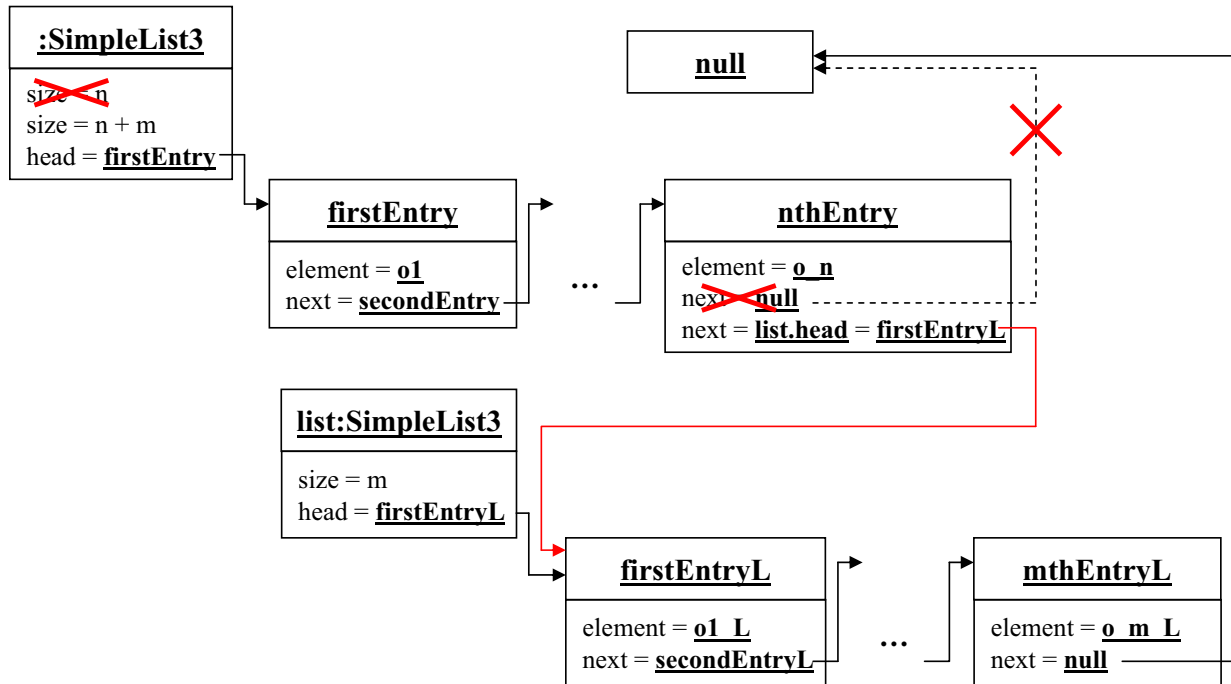 :SimpleList3
size = n
size = n + m
head = firstEntry
null
firstEntry
element = o1
next = secondEntry
...
nthEntry
element = o_n
next = null
next = list.head = firstEntryL
list:SimpleList3
size = m
head = firstEntryL
firstEntryL
element = o1_L
next = secondEntryL
...
mthEntryL
element = o_m_L
next = null